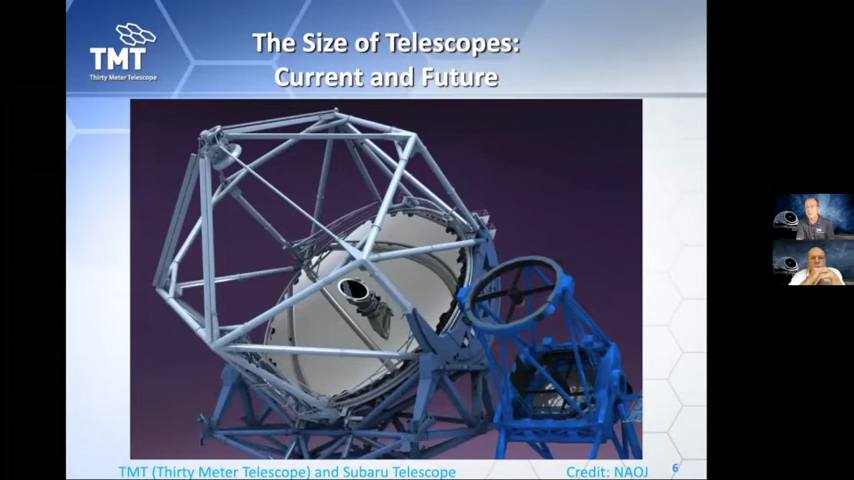 TMT
Thirty Meter Telescope
The Size of Telescopes:
Current and Future
TMT (Thirty Meter Telescope) and Subaru Telescope
Credit: NAOJ
6